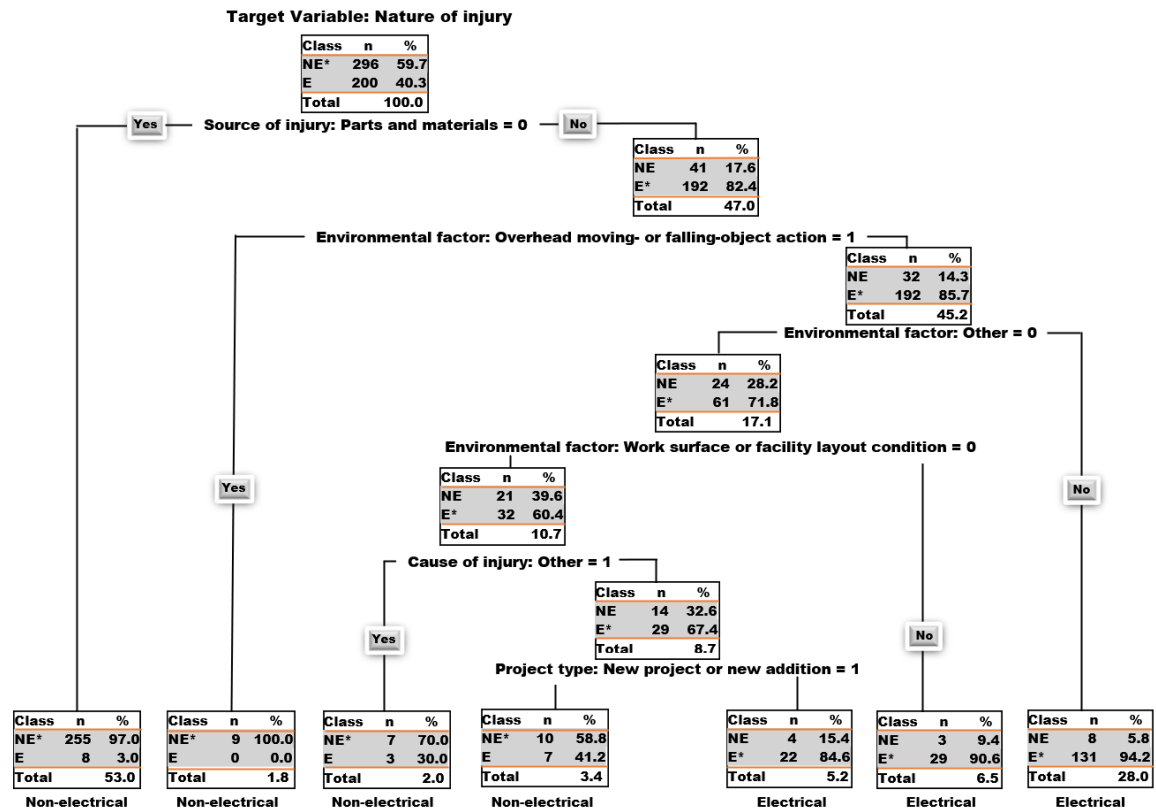 Target Variable: Nature of injury
Class n %
NE* 296 59.7
E 200 40.3
Total 100.0
Yes
Source of injury: Parts and materials = 0
No
Class n %
NE 41 17.6
E* 192 82.4
Total 47.0
Environmental factor: Overhead moving- or falling-object action = 1
Class n %
NE 32 14.3
E* 192 85.7
Total 45.2
Environmental factor: Other = 0
Class n %
NE 24 28.2
E* 61 71.8
Total 17.1
Environmental factor: Work surface or facility layout condition = 0
Class n %
NE 21 39.6
E* 32 60.4
Total 10.7
Yes
No
Cause of injury: Other = 1
Class n %
NE 14 32.6
E* 29 67.4
Total 8.7
Yes
No
Project type: New project or new addition = 1
Class n %
NE* 255 97.0
E 8 3.0
Total 53.0
Non-electrical
Class n %
NE* 9 100.0
E 0 0.0
Total 1.8
Non-electrical
Class n %
NE* 7 70.0
E 3 30.0
Total 2.0
Non-electrical
Class n %
NE* 10 58.8
E 7 41.2
Total 3.4
Non-electrical
Class n %
NE 4 15.4
E* 22 84.6
Total 5.2
Electrical
Class n %
NE 3 9.4
E* 29 90.6
Total 6.5
Electrical
Class n %
NE 8 5.8
E* 131 94.2
Total 28.0
Electrical